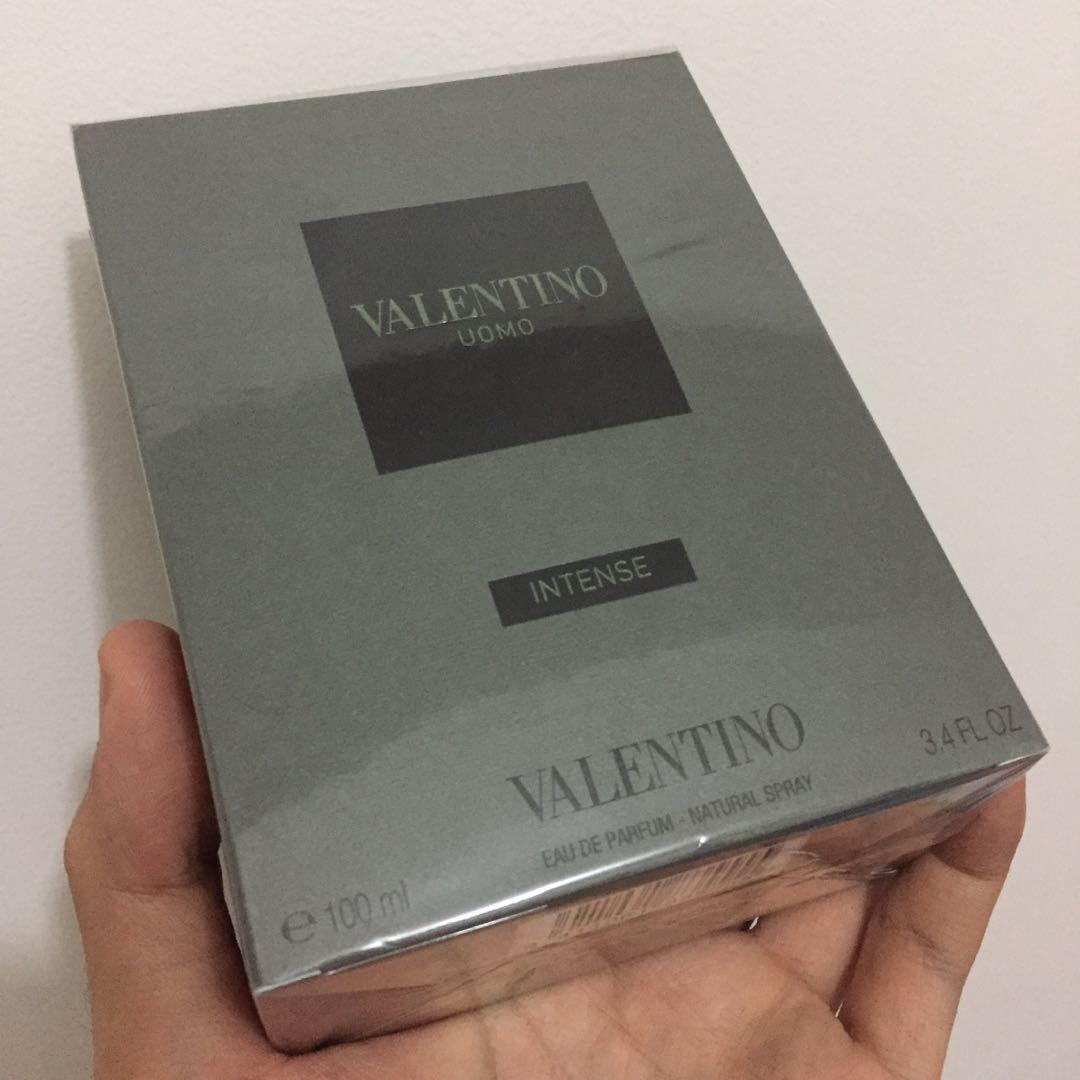 VALENTINO
UOMO
INTENSE
VALENTINO
EAU DE PARFUM - NATURAL SPRAY
℮ 100 ml
3.4 FL.OZ